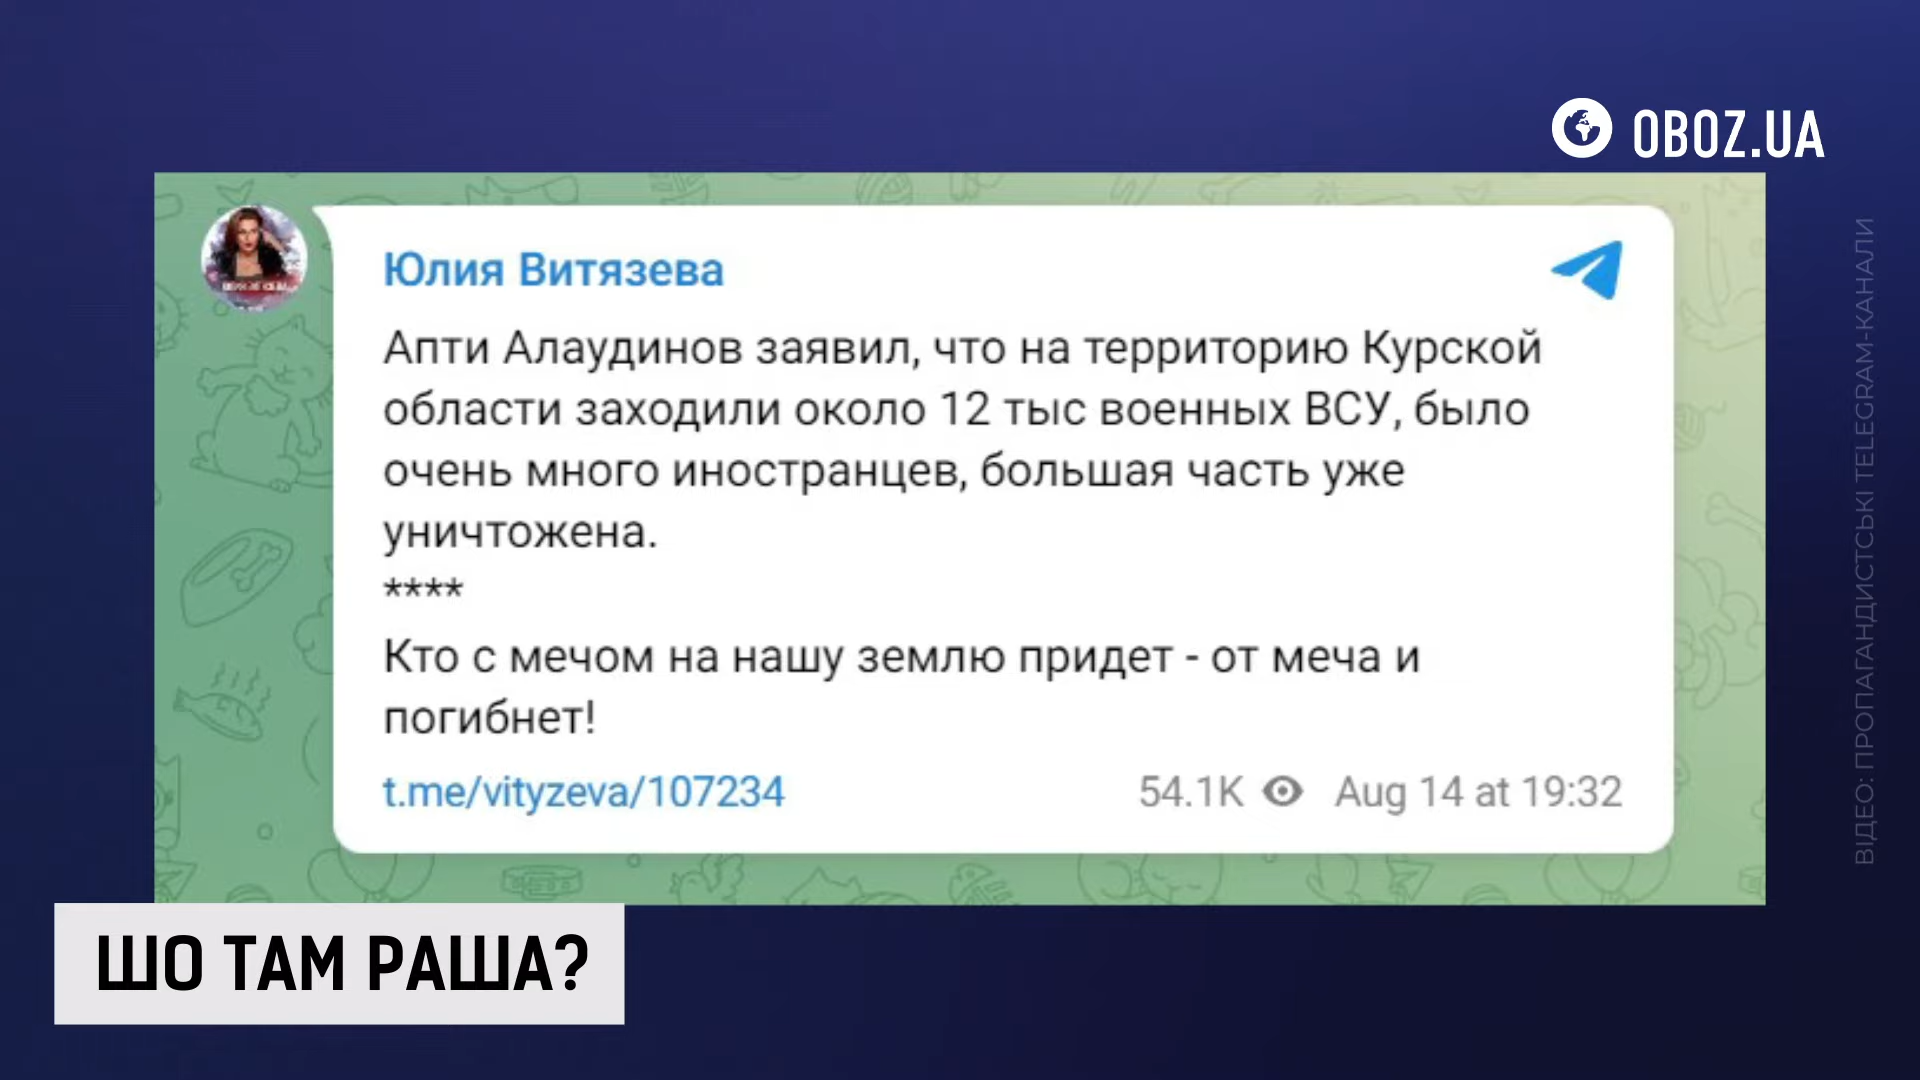 OBOZ.UA
Юлия Витязева
Апти Алаудинов заявил, что на территорию Курской
области заходили около 12 тыс военных ВСУ, было
очень много иностранцев, большая часть уже
уничтожена.
****
Кто с мечом на нашу землю придет - от меча и
погибнет!
t.me/vityzeva/107234 54.1K Aug 14 at 19:32
ШО ТАМ РАША?
ВІДЕО: ПРОПАГАНДИСТСЬКІ TELEGRAM-КАНАЛИ